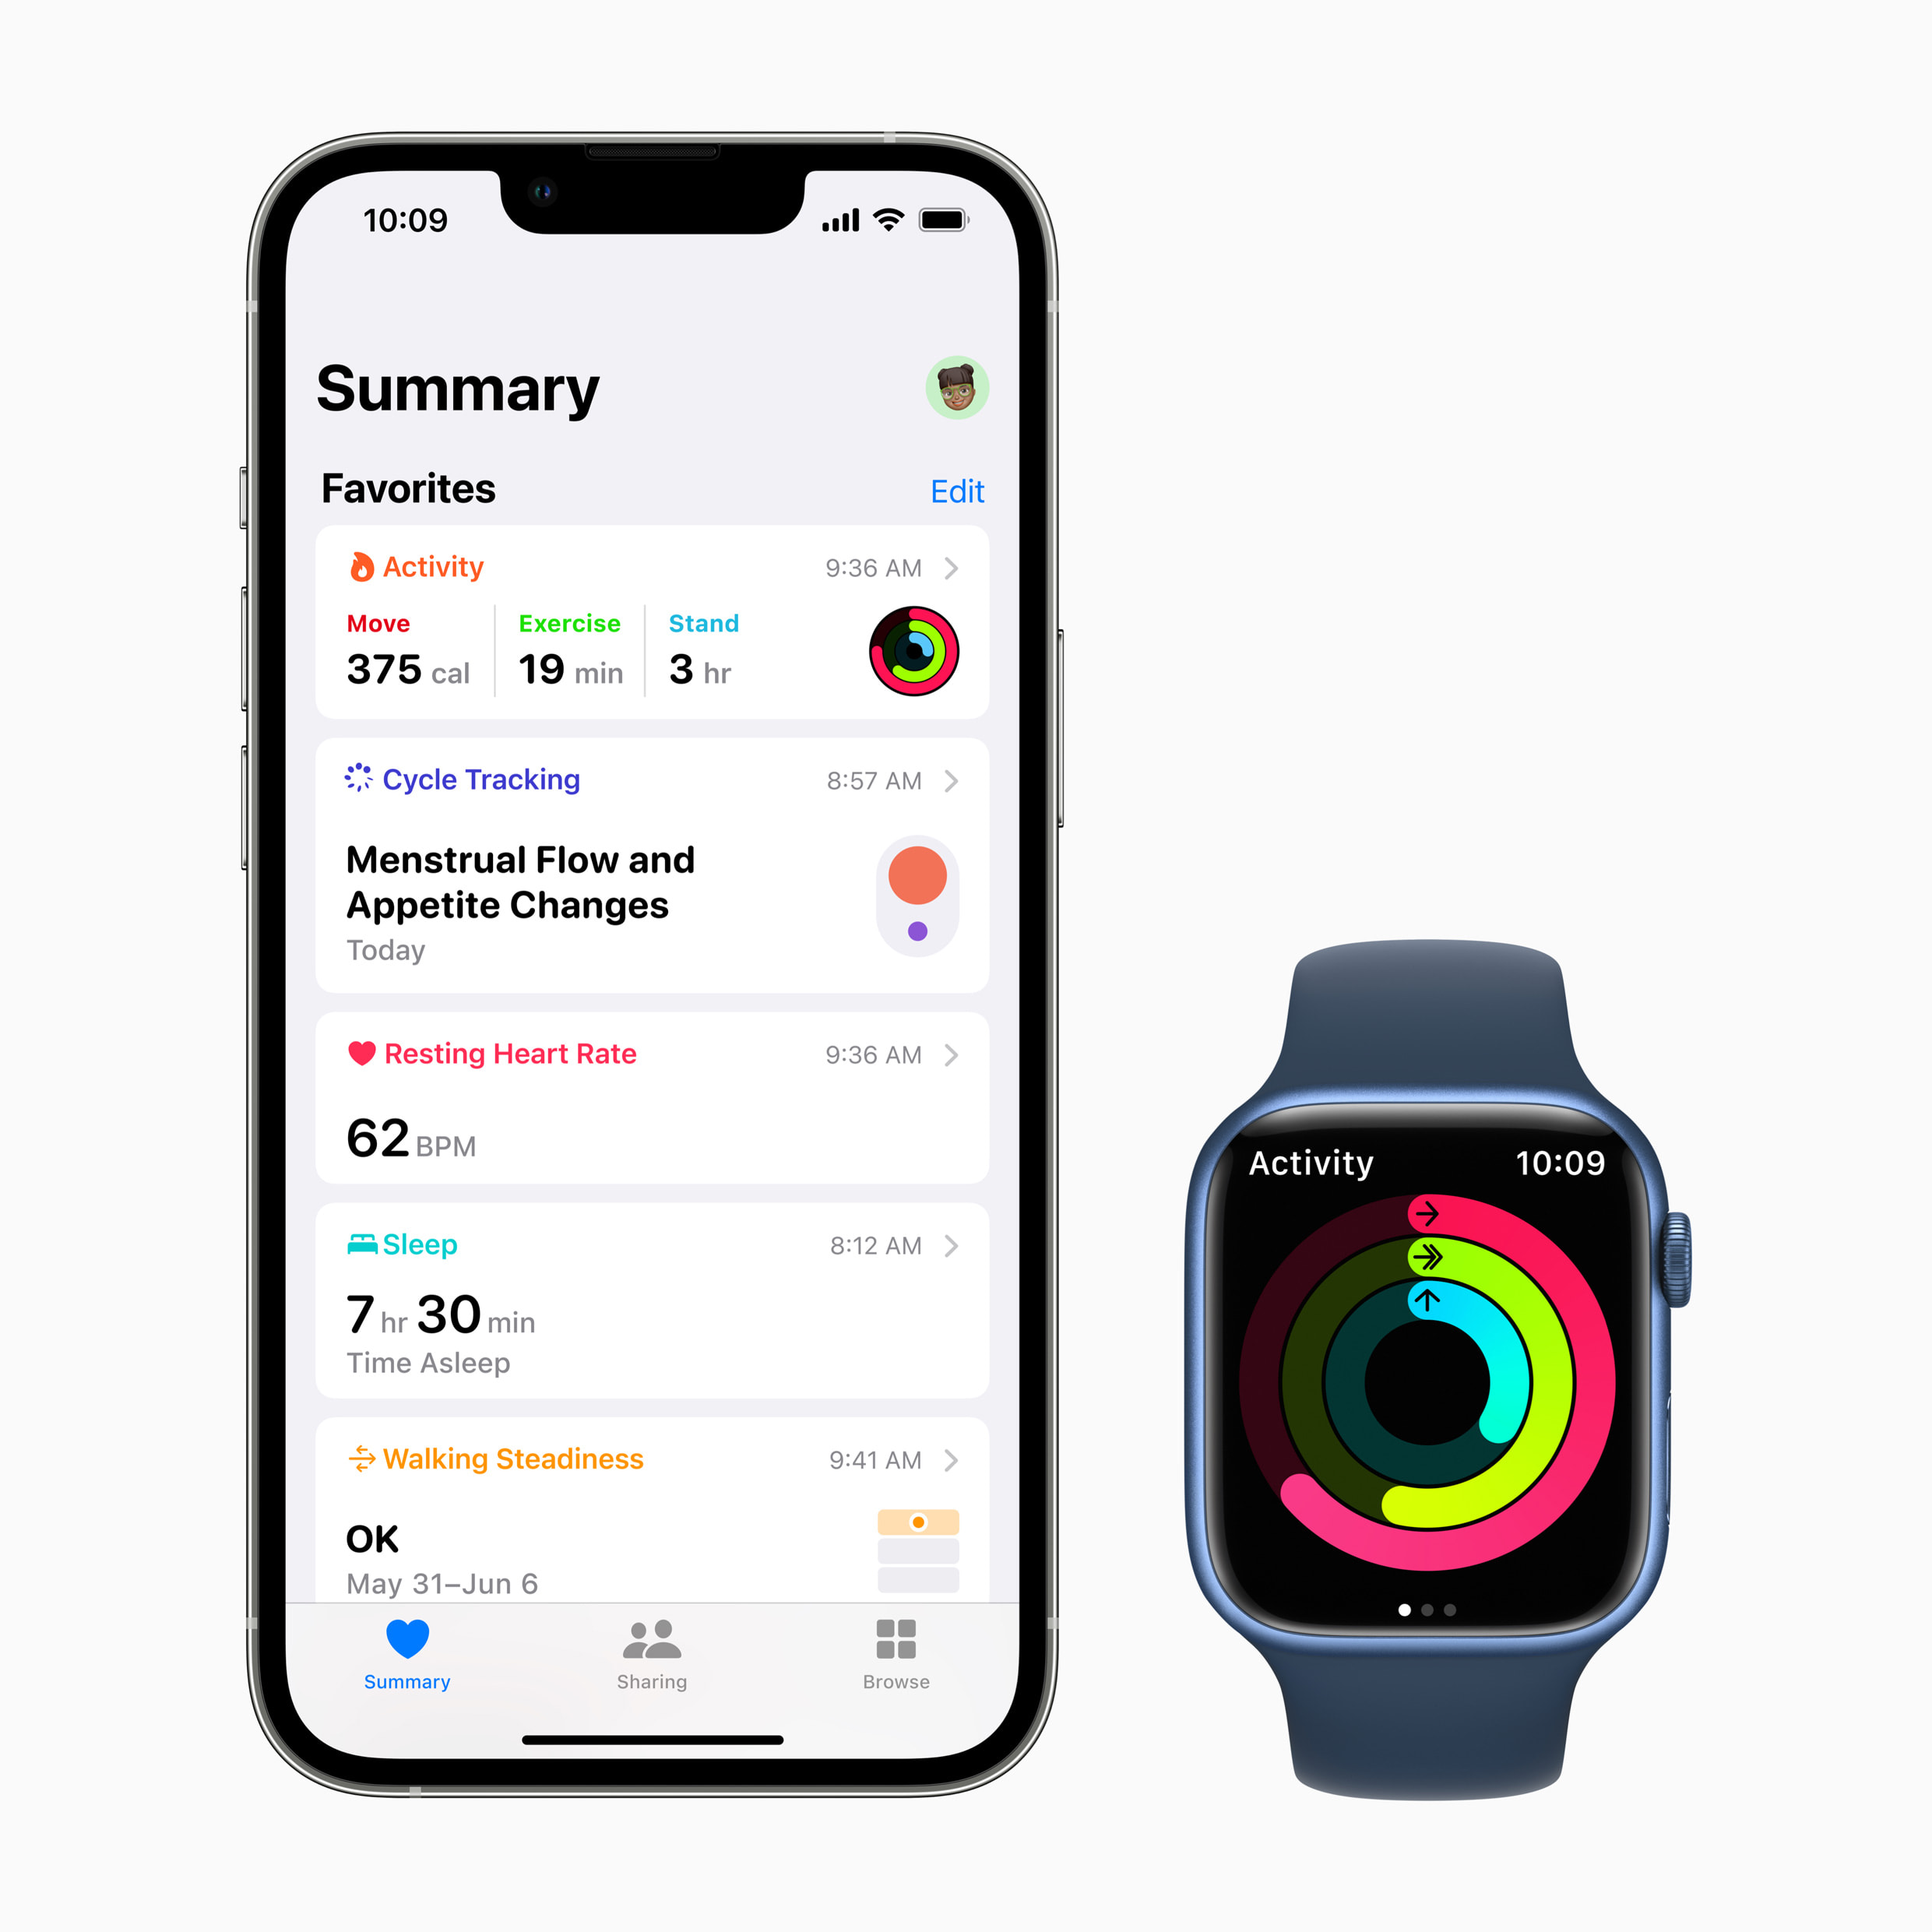 10:09
Summary
Favorites
Edit
Activity
9:36 AM
Move
Exercise
Stand
375 cal
19 min
3 hr
Cycle Tracking
8:57 AM
Menstrual Flow and
Appetite Changes
Today
Resting Heart Rate
9:36 AM
62 BPM
Sleep
8:12 AM
7 hr 30 min
Time Asleep
Walking Steadiness
9:41 AM
OK
May 31–Jun 6
Summary
Sharing
Browse
Activity
10:09